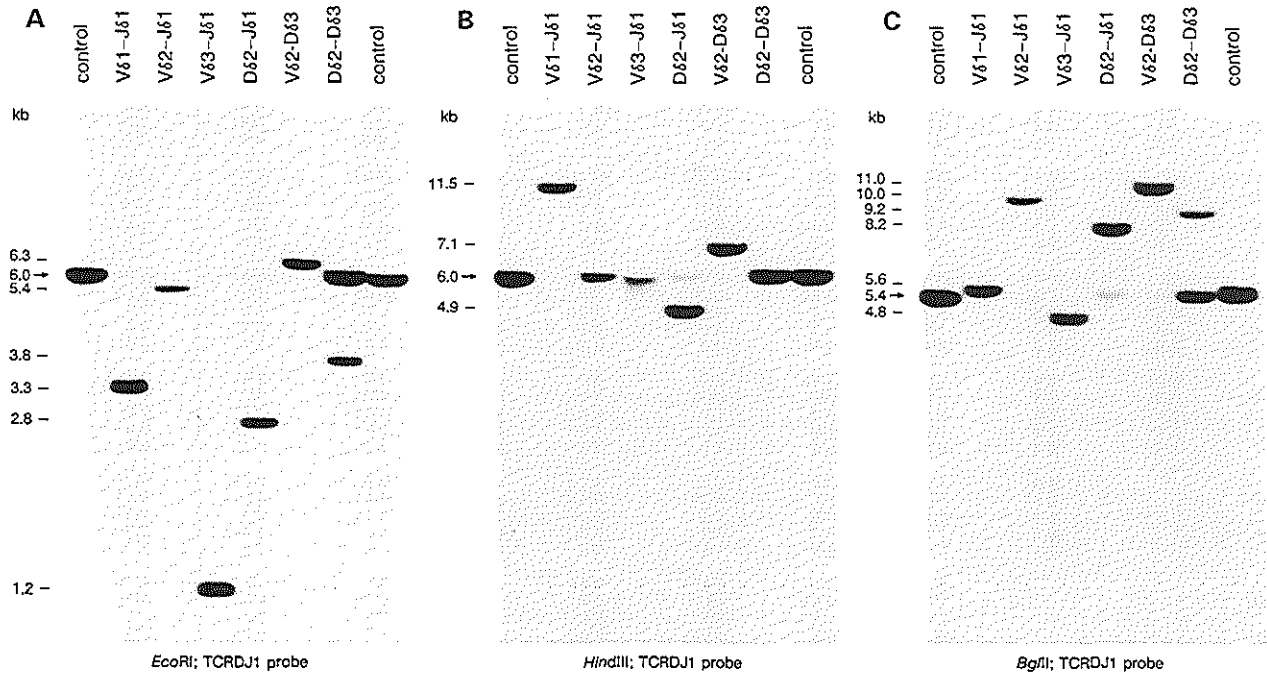 A
control
Vδ1–Jδ1
Vδ2–Jδ1
Vδ3–Jδ1
Dδ2–Jδ1
Vδ2-Dδ3
Dδ2–Dδ3
control
kb
6.3
6.0
5.4
3.8
3.3
2.8
1.2
EcoRI; TCRDJ1 probe
B
control
Vδ1–Jδ1
Vδ2–Jδ1
Vδ3–Jδ1
Dδ2–Jδ1
Vδ2-Dδ3
Dδ2–Dδ3
control
kb
11.5
7.1
6.0
4.9
HindIII; TCRDJ1 probe
C
control
Vδ1–Jδ1
Vδ2–Jδ1
Vδ3–Jδ1
Dδ2–Jδ1
Vδ2-Dδ3
Dδ2–Dδ3
control
kb
11.0
10.0
9.2
8.2
5.6
5.4
4.8
BglII; TCRDJ1 probe